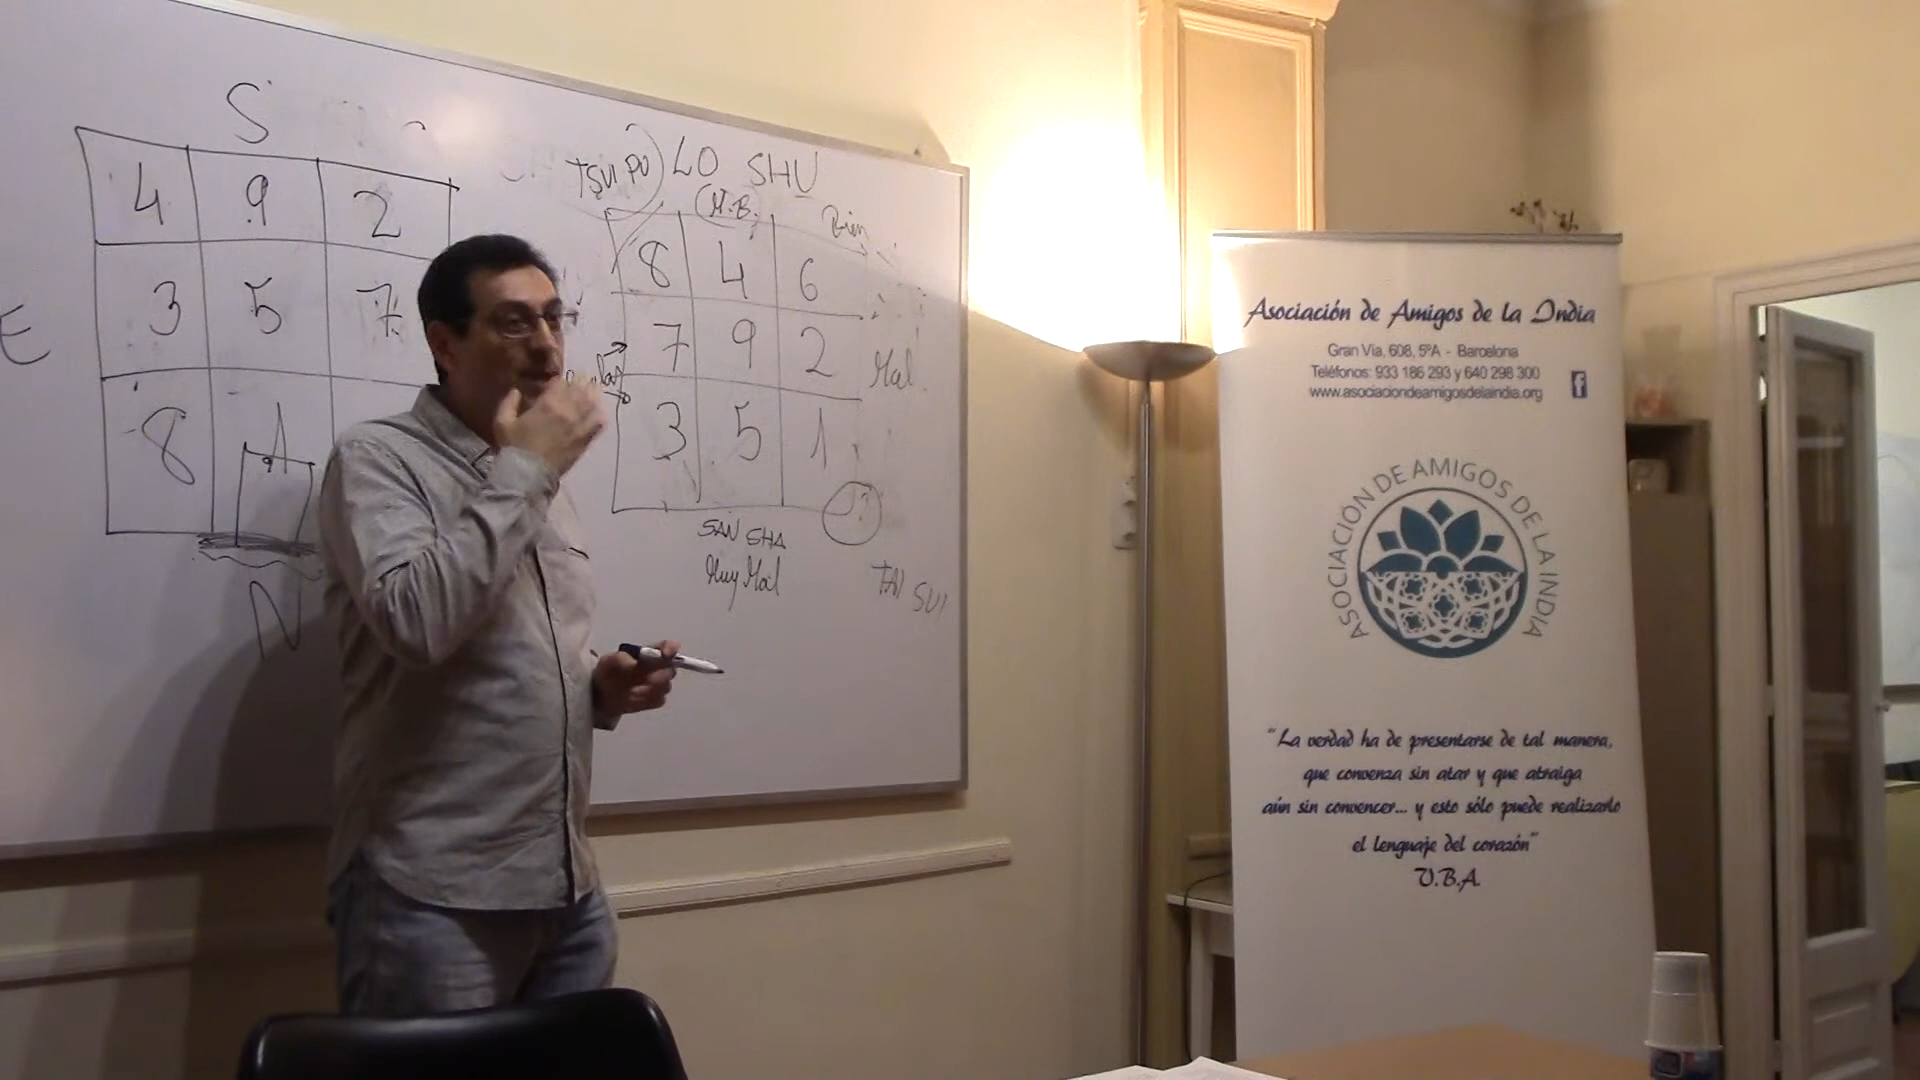 S
4 9 2
3 5 7
8 1
E
N
TSUI PO
LO SHU
M.B.
Bien
8 4 6
7 9 2
Mal
3 5 1
SAN SHA
Muy Mal
TAI SUI
Asociación de Amigos de la India
Gran Vía, 608, 5ºA - Barcelona
Teléfonos: 933 186 293 y 640 298 300
www.asociaciondeamigosdelaindia.org
f
ASOCIACIÓN DE AMIGOS DE LA INDIA
"La verdad ha de presentarse de tal manera,
que convenza sin atar y que atraiga
aún sin convencer... y esto sólo puede realizarlo
el lenguaje del corazón"
V.B.A.